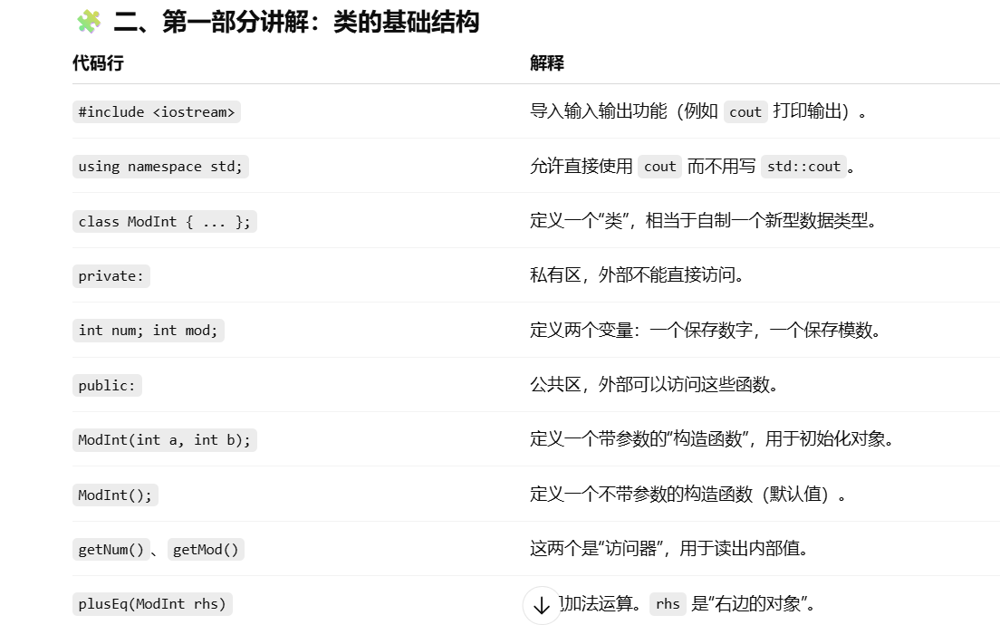 二、第一部分讲解：类的基础结构
代码行 解释
#include <iostream> 导入输入输出功能（例如 cout 打印输出）。
using namespace std; 允许直接使用 cout 而不用写 std::cout。
class ModInt { ... }; 定义一个“类”，相当于自制一个新型数据类型。
private: 私有区，外部不能直接访问。
int num; int mod; 定义两个变量：一个保存数字，一个保存模数。
public: 公共区，外部可以访问这些函数。
ModInt(int a, int b); 定义一个带参数的“构造函数”，用于初始化对象。
ModInt(); 定义一个不带参数的构造函数（默认值）。
getNum()、getMod() 这两个是“访问器”，用于读出内部值。
plusEq(ModInt rhs) 加法运算。rhs 是“右边的对象”。